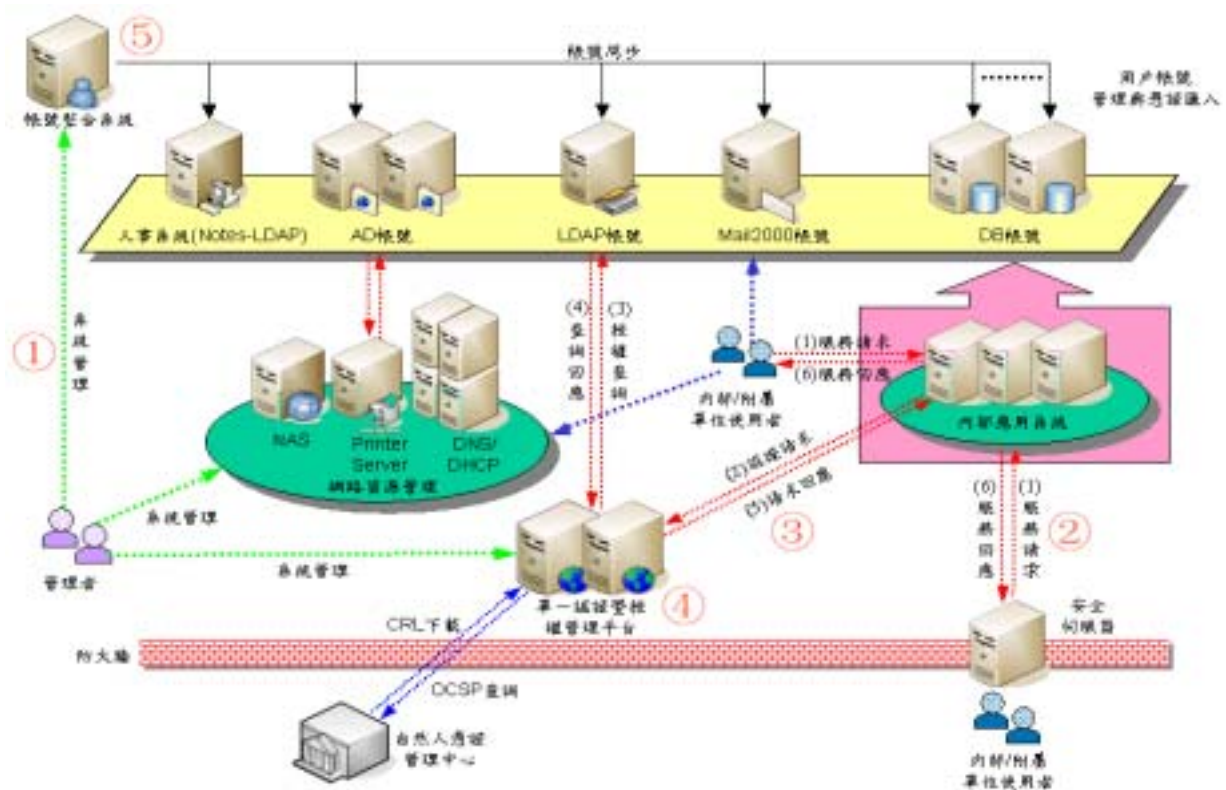 ⑤
帳號同步
用戶帳號
管理與憑證匯入
帳號整合系統
人事系統(Notes-LDAP)
AD帳號
LDAP帳號
Mail2000帳號
DB帳號
①
系統管理
(4)查詢回應
(3)授權查詢
(1)服務請求
(6)服務回應
內部/附屬
單位使用者
內部應用系統
NAS
Printer
Server
DNS/
DHCP
網路資源管理
(2)認證請求
(5)請求回應
③
(6)服務回應
(1)服務請求
②
系統管理
管理者
系統管理
單一認證暨授
權管理平台
④
安全
伺服器
CRL下載
防火牆
OCSP查詢
自然人憑證
管理中心
內部/附屬
單位使用者